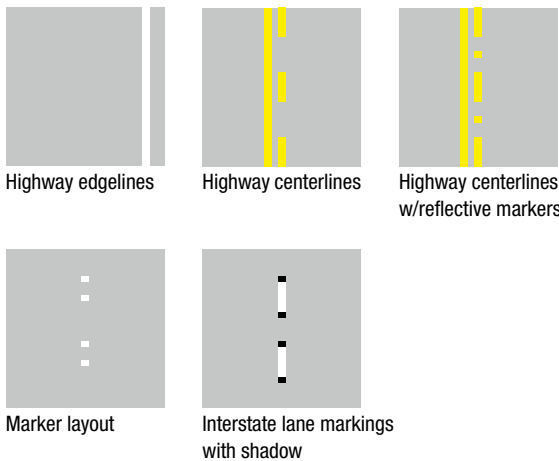 Highway edgelines
Highway centerlines
Highway centerlines
w/reflective markers
Marker layout
Interstate lane markings
with shadow